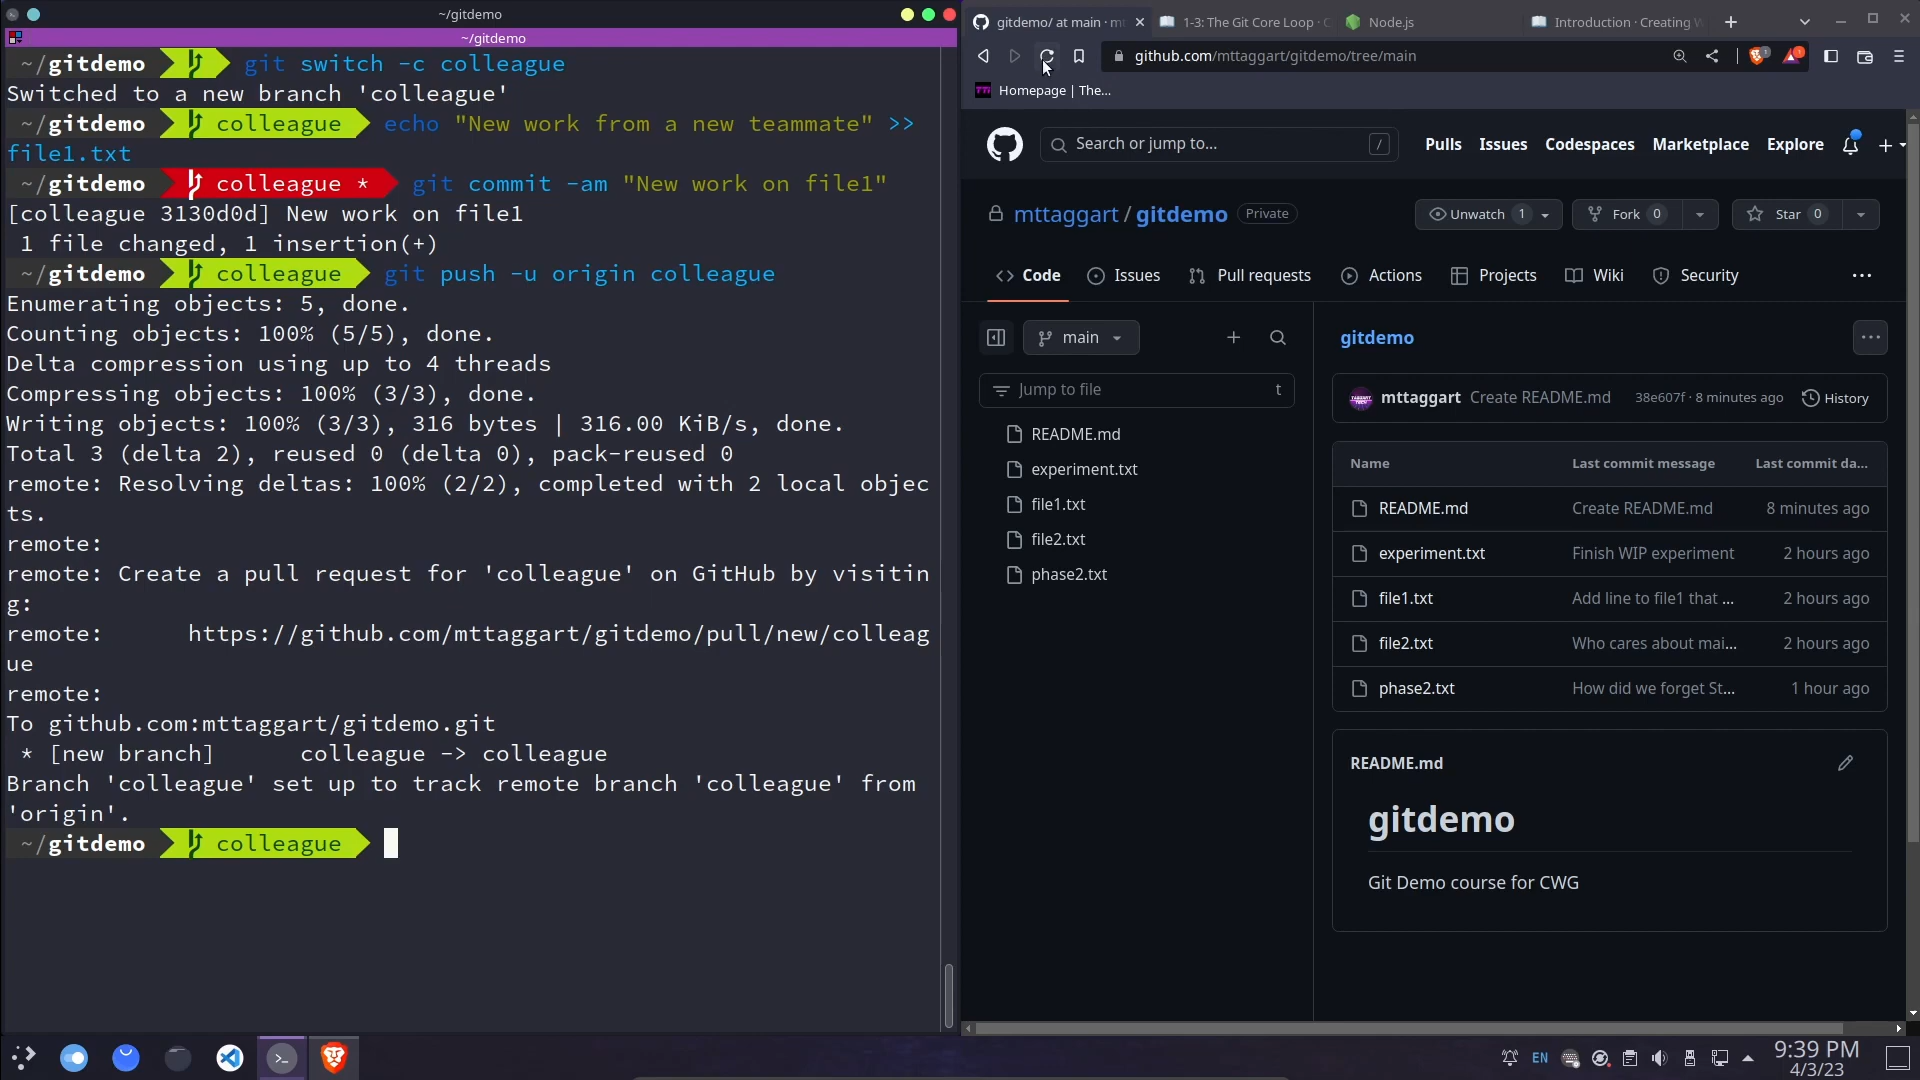 ~/gitdemo
~/gitdemo
~/gitdemo git switch -c colleague
Switched to a new branch 'colleague'
~/gitdemo colleague echo "New work from a new teammate" >>
file1.txt
~/gitdemo colleague * git commit -am "New work on file1"
[colleague 3130d0d] New work on file1
1 file changed, 1 insertion(+)
~/gitdemo colleague git push -u origin colleague
Enumerating objects: 5, done.
Counting objects: 100% (5/5), done.
Delta compression using up to 4 threads
Compressing objects: 100% (3/3), done.
Writing objects: 100% (3/3), 316 bytes | 316.00 KiB/s, done.
Total 3 (delta 2), reused 0 (delta 0), pack-reused 0
remote: Resolving deltas: 100% (2/2), completed with 2 local objec
ts.
remote:
remote: Create a pull request for 'colleague' on GitHub by visitin
g:
remote:      https://github.com/mttaggart/gitdemo/pull/new/colleag
ue
remote:
To github.com:mttaggart/gitdemo.git
* [new branch]      colleague -> colleague
Branch 'colleague' set up to track remote branch 'colleague' from
'origin'.
~/gitdemo colleague
gitdemo/ at main · mt 1-3: The Git Core Loop · C Node.js Introduction · Creating W
github.com/mttaggart/gitdemo/tree/main
Homepage | The...
Search or jump to... / Pulls Issues Codespaces Marketplace Explore
mttaggart / gitdemo Private Unwatch 1 Fork 0 Star 0
Code Issues Pull requests Actions Projects Wiki Security ...
main
Jump to file t
README.md
experiment.txt
file1.txt
file2.txt
phase2.txt
gitdemo
mttaggart Create README.md 38e607f · 8 minutes ago History
Name Last commit message Last commit da...
README.md Create README.md 8 minutes ago
experiment.txt Finish WIP experiment 2 hours ago
file1.txt Add line to file1 that ... 2 hours ago
file2.txt Who cares about mai... 2 hours ago
phase2.txt How did we forget St... 1 hour ago
README.md
gitdemo
Git Demo course for CWG
EN
9:39 PM
4/3/23